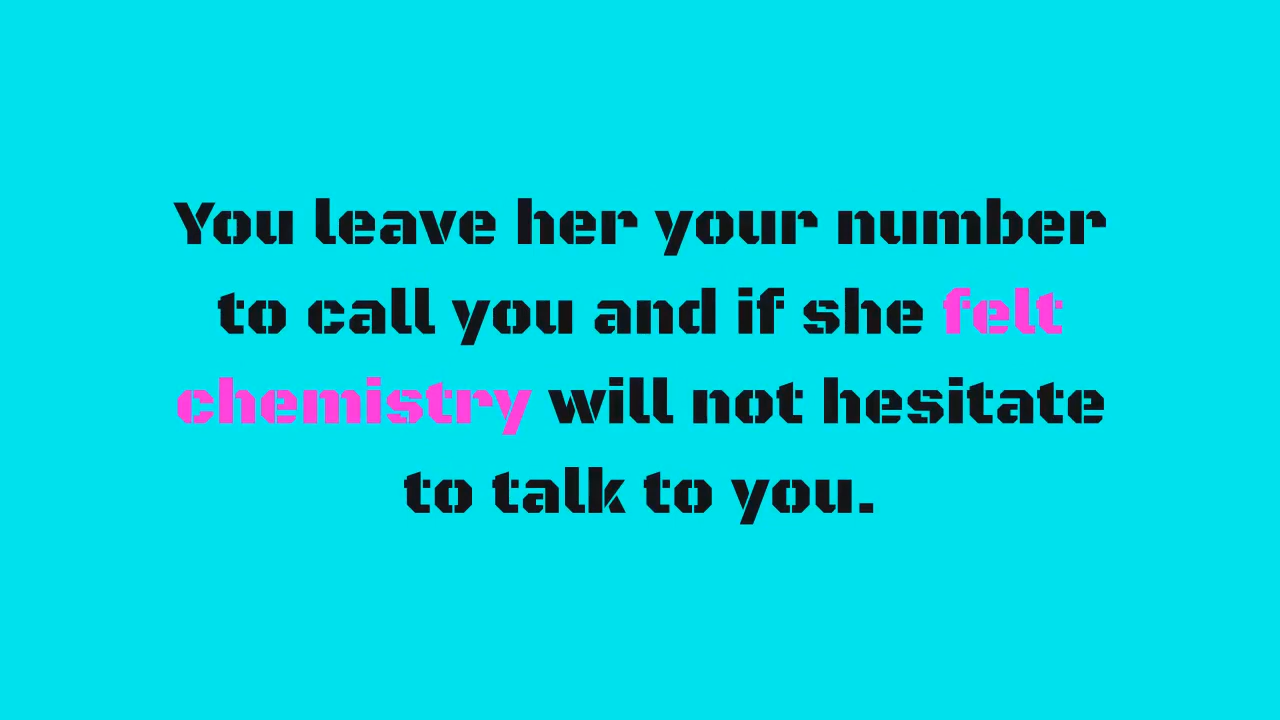 You leave her your number
to call you and if she felt
chemistry will not hesitate
to talk to you.